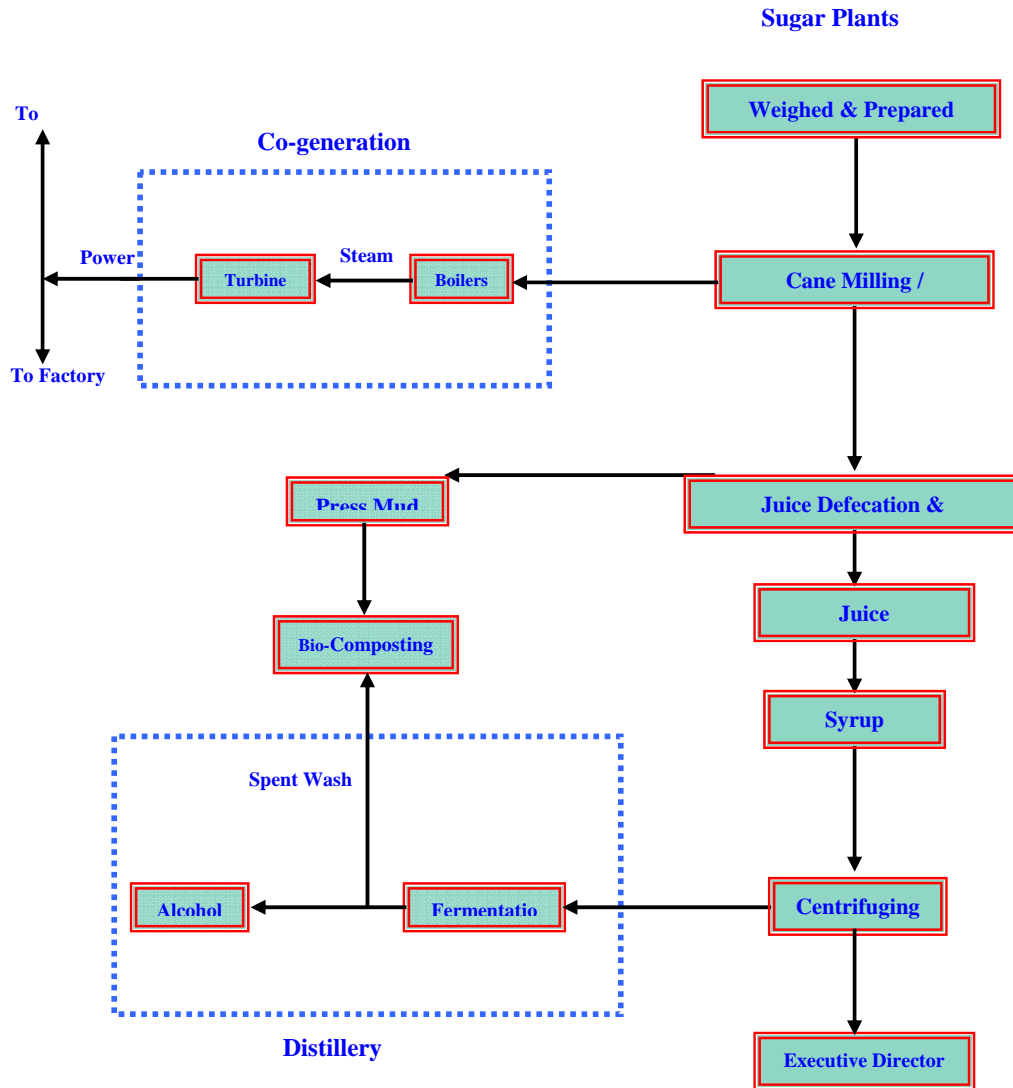 Sugar Plants
Weighed & Prepared
To
Co-generation
Power
Steam
Turbine
Boilers
Cane Milling /
To Factory
Press Mud
Juice Defecation &
Juice
Bio-Composting
Syrup
Spent Wash
Alcohol
Fermentatio
Centrifuging
Distillery
Executive Director